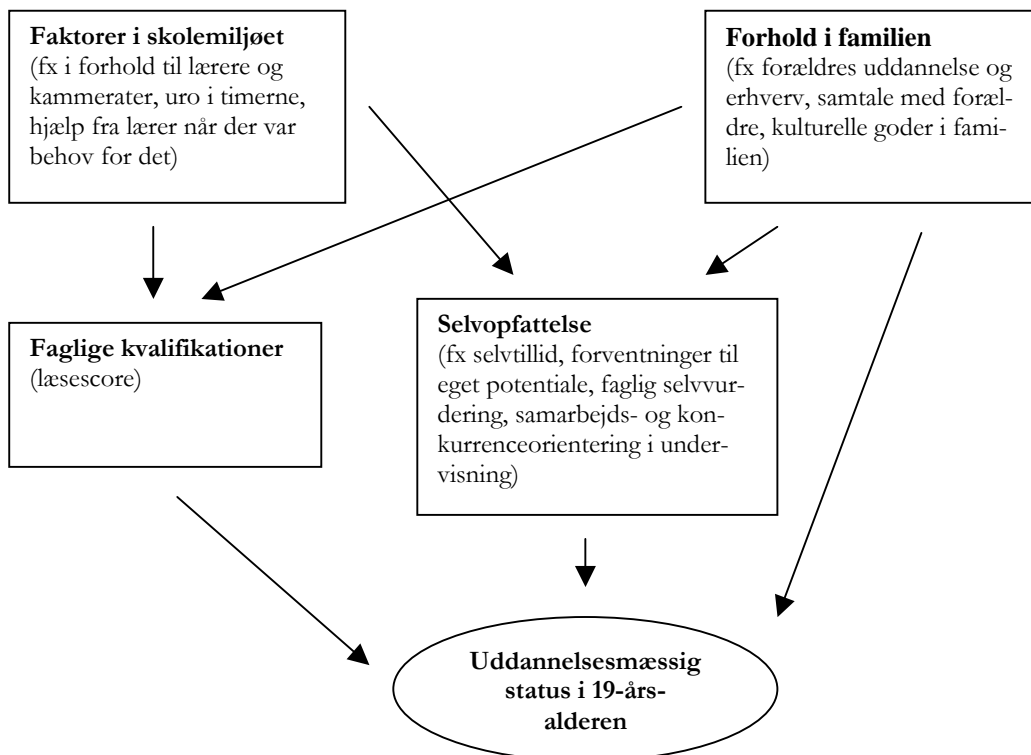 Faktorer i skolemiljøet
(fx i forhold til lærere og
kammerater, uro i timerne,
hjælp fra lærer når der var
behov for det)
Forhold i familien
(fx forældres uddannelse og
erhverv, samtale med foræl-
dre, kulturelle goder i fami-
lien)
Faglige kvalifikationer
(læsescore)
Selvopfattelse
(fx selvtillid, forventninger til
eget potentiale, faglig selvvur-
dering, samarbejds- og kon-
kurrenceorientering i under-
visning)
Uddannelsesmæssig
status i 19-års-
alderen